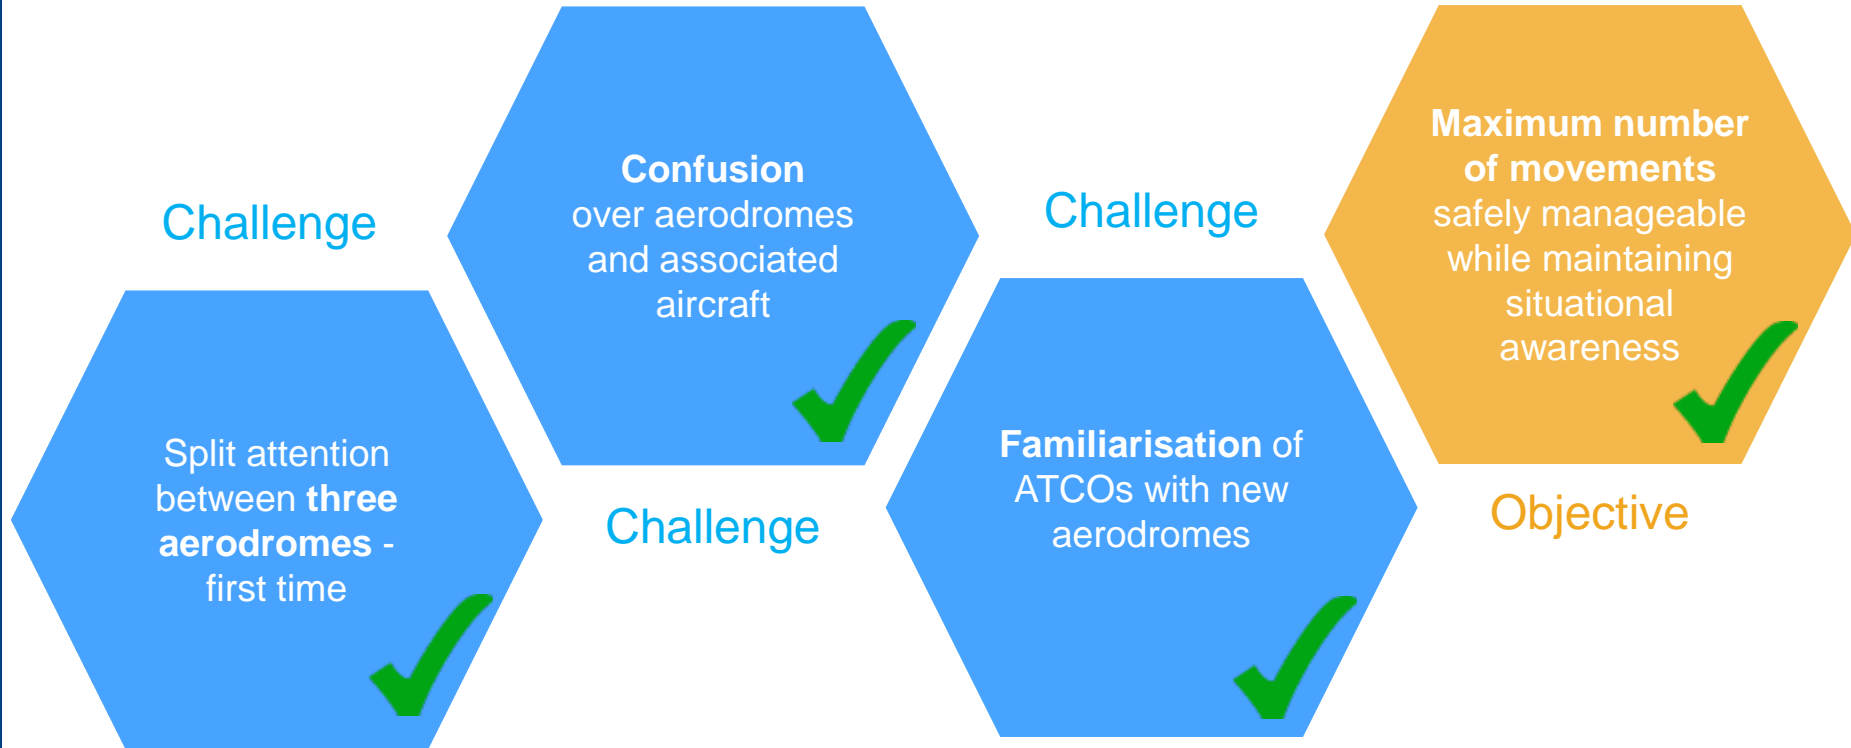 Challenge
Split attention
between three
aerodromes -
first time
Confusion
over aerodromes
and associated
aircraft
Challenge
Challenge
Familiarisation of
ATCOs with new
aerodromes
Maximum number
of movements
safely manageable
while maintaining
situational
awareness
Objective